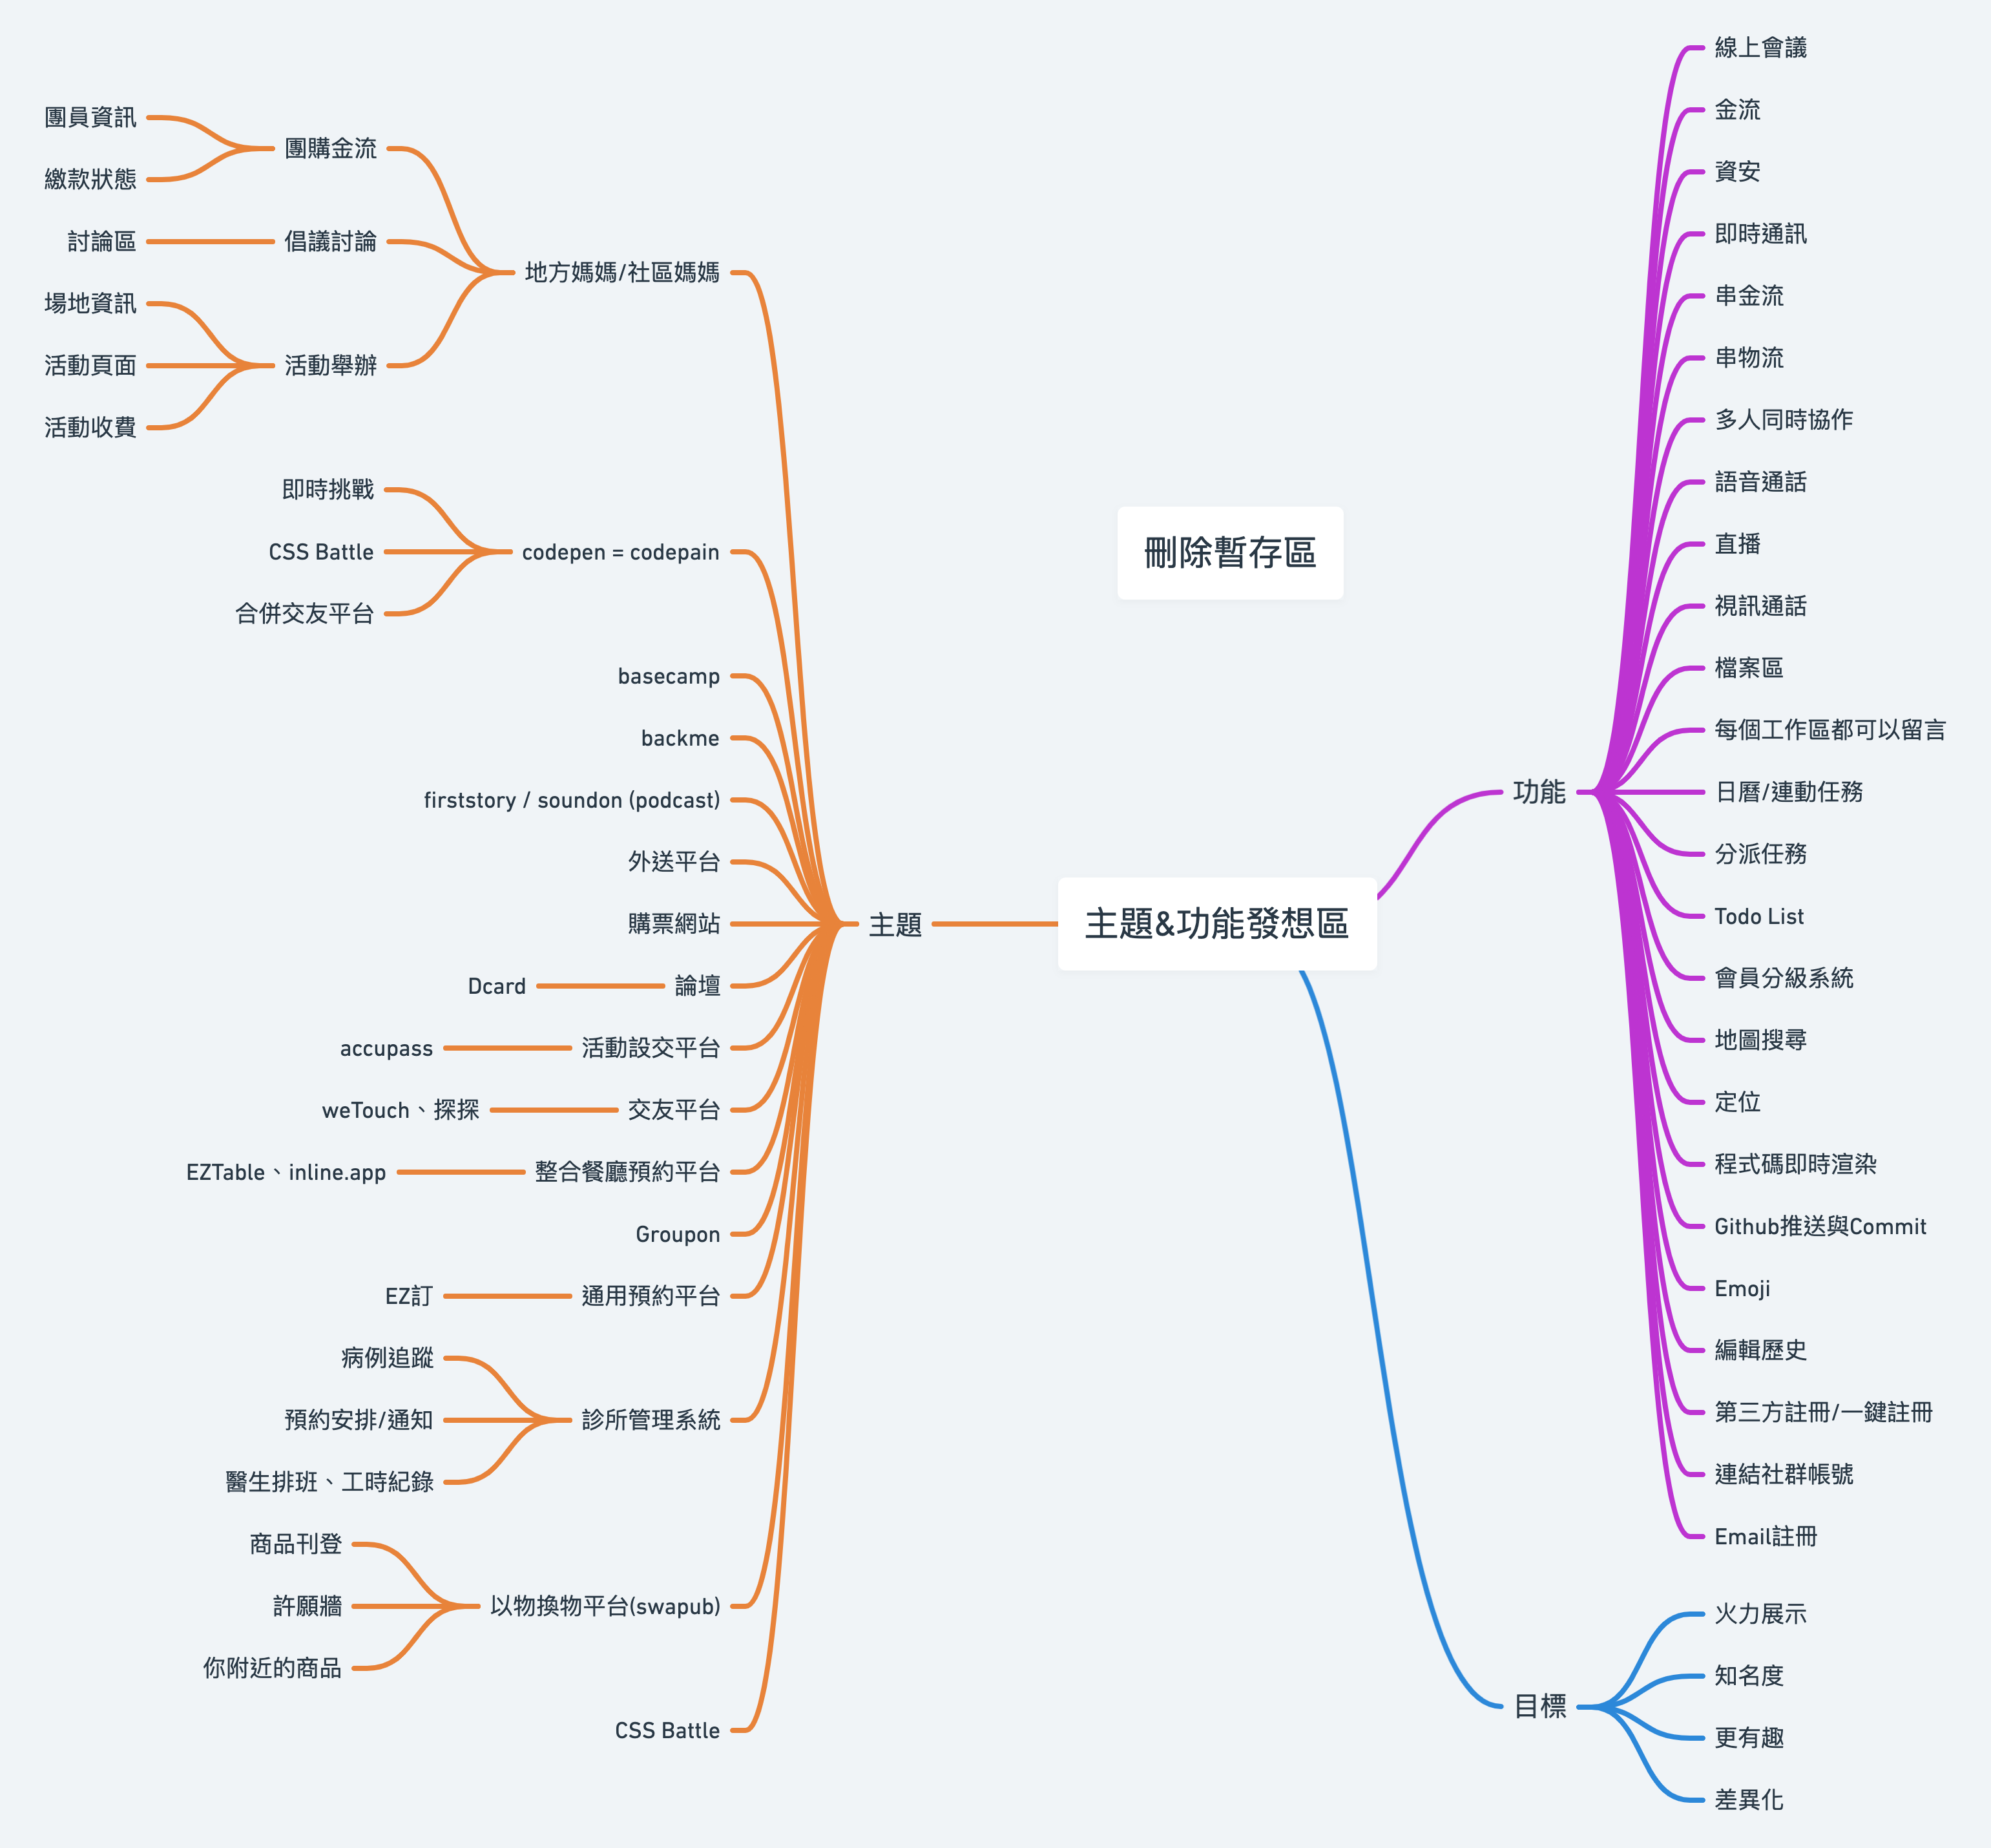 主題&功能發想區
刪除暫存區
主題
地方媽媽/社區媽媽
團購金流
團員資訊
繳款狀態
倡議討論
討論區
活動舉辦
場地資訊
活動頁面
活動收費
codepen = codepain
即時挑戰
CSS Battle
合併交友平台
basecamp
backme
firststory / soundon (podcast)
外送平台
購票網站
論壇
Dcard
活動設交平台
accupass
交友平台
weTouch、探探
整合餐廳預約平台
EZTable、inline.app
Groupon
通用預約平台
EZ訂
診所管理系統
病例追蹤
預約安排/通知
醫生排班、工時紀錄
以物換物平台(swapub)
商品刊登
許願牆
你附近的商品
CSS Battle
功能
線上會議
金流
資安
即時通訊
串金流
串物流
多人同時協作
語音通話
直播
視訊通話
檔案區
每個工作區都可以留言
日曆/連動任務
分派任務
Todo List
會員分級系統
地圖搜尋
定位
程式碼即時渲染
Github推送與Commit
Emoji
編輯歷史
第三方註冊/一鍵註冊
連結社群帳號
Email註冊
目標
火力展示
知名度
更有趣
差異化